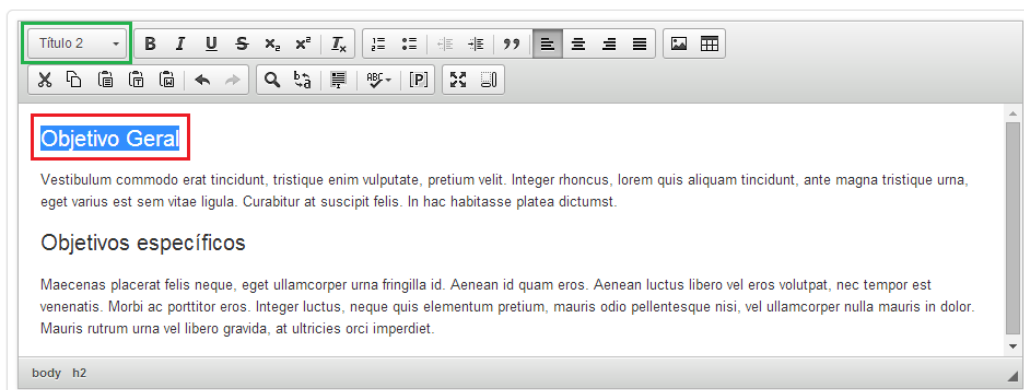 Título 2 B I U S x₂ x² Iₓ
ABC [P]
Objetivo Geral
Vestibulum commodo erat tincidunt, tristique enim vulputate, pretium velit. Integer rhoncus, lorem quis aliquam tincidunt, ante magna tristique urna,
eget varius est sem vitae ligula. Curabitur at suscipit felis. In hac habitasse platea dictumst.
Objetivos específicos
Maecenas placerat felis neque, eget ullamcorper urna fringilla id. Aenean id quam eros. Aenean luctus libero vel eros volutpat, nec tempor est
venenatis. Morbi ac porttitor eros. Integer luctus, neque quis elementum pretium, mauris odio pellentesque nisi, vel ullamcorper nulla mauris in dolor.
Mauris rutrum urna vel libero gravida, at ultricies orci imperdiet.
body h2